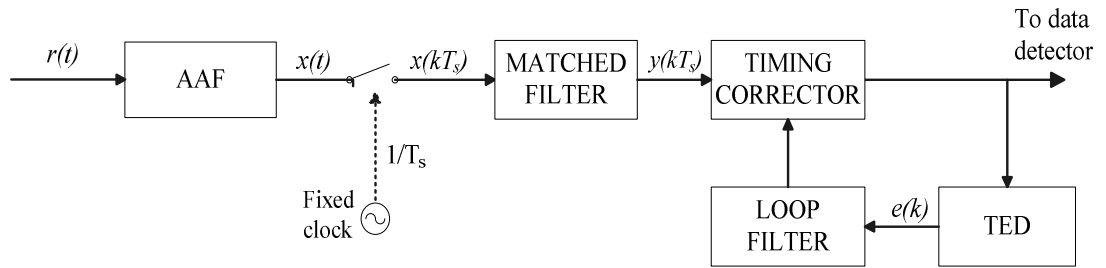 r(t)
AAF
x(t)
x(kTs)
MATCHED
FILTER
y(kTs)
TIMING
CORRECTOR
To data
detector
1/Ts
Fixed
clock
LOOP
FILTER
e(k)
TED